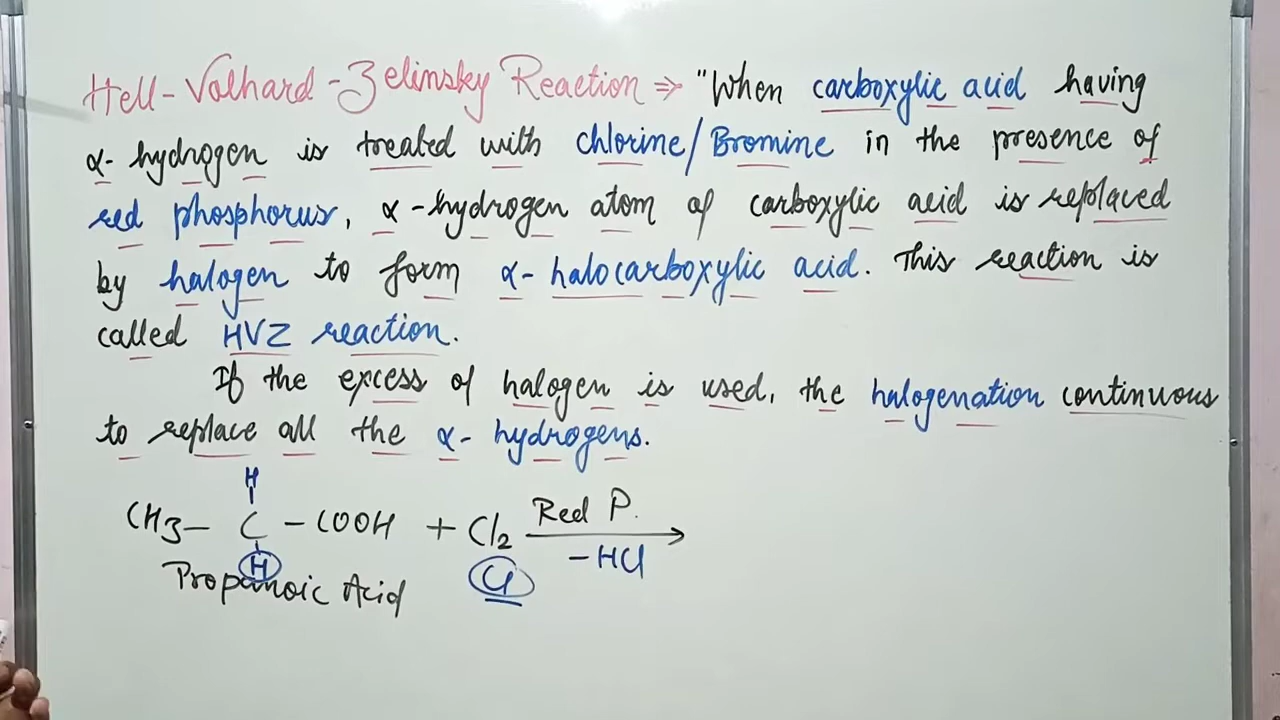 Hell-Volhard-Zelinsky Reaction ⇒ "When carboxylic acid having
α-hydrogen is treated with chlorine/Bromine in the presence of
red phosphorus, α-hydrogen atom of carboxylic acid is replaced
by halogen to form α-halocarboxylic acid. This reaction is
called HVZ reaction.
If the excess of halogen is used, the halogenation continuous
to replace all the α-hydrogens.
H
CH3- C -COOH + Cl2 Red P.
H Cl -HCl
Propanoic Acid